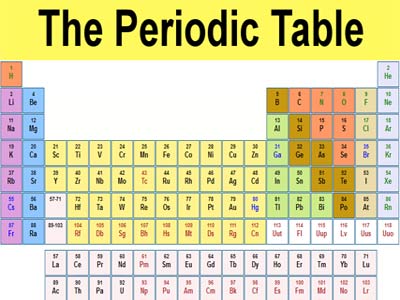 The Periodic Table
1 2
H He
3 4 5 6 7 8 9 10
Li Be B C N O F Ne
11 12 13 14 15 16 17 18
Na Mg Al Si P S Cl Ar
19 20 21 22 23 24 25 26 27 28 29 30 31 32 33 34 35 36
K Ca Sc Ti V Cr Mn Fe Co Ni Cu Zn Ga Ge As Se Br Kr
37 38 39 40 41 42 43 44 45 46 47 48 49 50 51 52 53 54
Rb Sr Y Zr Nb Mo Tc Ru Rh Pd Ag Cd In Sn Sb Te I Xe
55 56 57-71 72 73 74 75 76 77 78 79 80 81 82 83 84 85 86
Cs Ba Hf Ta W Re Os Ir Pt Au Hg Tl Pb Bi Po At Rn
87 88 89-103 104 105 106 107 108 109 110 111 112 113 114 115 116 117 118
Fr Ra Rf Db Sg Bh Hs Mt Ds Rg Cn Uut Fl Uup Lv Uus Uuo
57 58 59 60 61 62 63 64 65 66 67 68 69 70 71
La Ce Pr Nd Pm Sm Eu Gd Tb Dy Ho Er Tm Yb Lu
89 90 91 92 93 94 95 96 97 98 99 100 101 102 103
Ac Th Pa U Np Pu Am Cm Bk Cf Es Fm Md No Lr